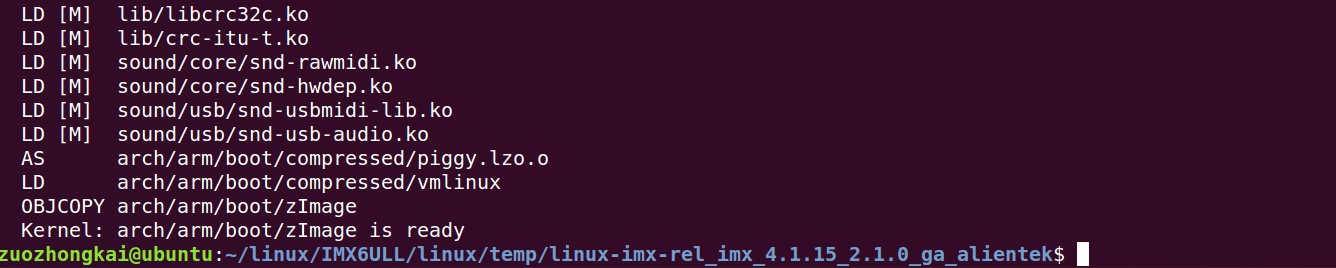 LD [M]  lib/libcrc32c.ko
LD [M]  lib/crc-itu-t.ko
LD [M]  sound/core/snd-rawmidi.ko
LD [M]  sound/core/snd-hwdep.ko
LD [M]  sound/usb/snd-usbmidi-lib.ko
LD [M]  sound/usb/snd-usb-audio.ko
AS      arch/arm/boot/compressed/piggy.lzo.o
LD      arch/arm/boot/compressed/vmlinux
OBJCOPY arch/arm/boot/zImage
Kernel: arch/arm/boot/zImage is ready
zuozhongkai@ubuntu:~/linux/IMX6ULL/linux/temp/linux-imx-rel_imx_4.1.15_2.1.0_ga_alientek$